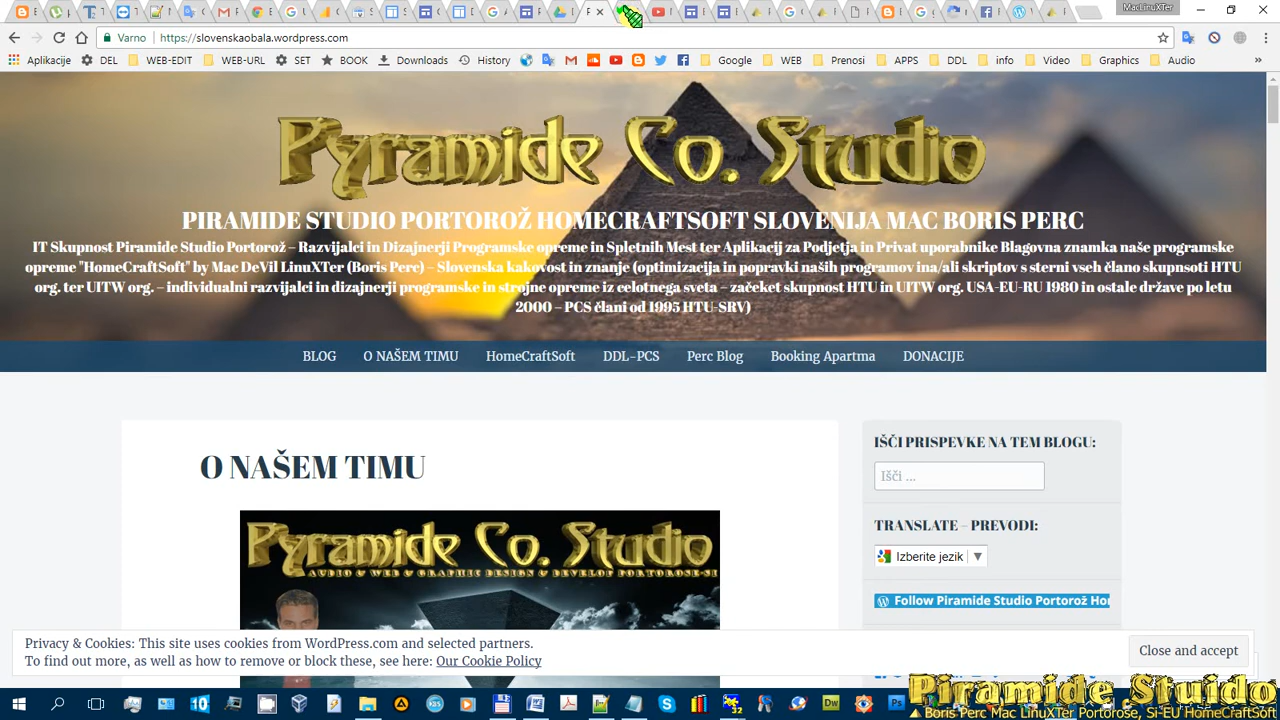 MacLinuXTer
Varno
https://slovenskaobala.wordpress.com
Aplikacije DEL WEB-EDIT WEB-URL SET BOOK Downloads History Google WEB Prenosi APPS DDL info Video Graphics Audio »
Pyramide Co. Studio
PIRAMIDE STUDIO PORTOROŽ HOMECRAFTSOFT SLOVENIJA MAC BORIS PERC
IT Skupnost Piramide Studio Portorož – Razvijalci in Dizajnerji Programske opreme in Spletnih Mest ter Aplikacij za Podjetja in Privat uporabnike Blagovna znamka naše programske
opreme "HomeCraftSoft" by Mac DeVil LinuXTer (Boris Perc) – Slovenska kakovost in znanje (optimizacija in popravki naših programov ina/ali skriptov s sterni vseh člano skupnsoti HTU
org. ter UITW org. – individualni razvijalci in dizajnerji programske in strojne opreme iz celotnega sveta – začeket skupnost HTU in UITW org. USA-EU-RU 1980 in ostale države po letu
2000 – PCS člani od 1995 HTU-SRV)
BLOG O NAŠEM TIMU HomeCraftSoft DDL-PCS Perc Blog Booking Apartma DONACIJE
O NAŠEM TIMU
Pyramide Co. Studio
AUDIO & WEB & GRAPHIC DESIGN & DEVELOP PORTOROSE-SI
IŠČI PRISPEVKE NA TEM BLOGU:
Išči ...
TRANSLATE – PREVODI:
Izberite jezik ▼
Follow Piramide Studio Portorož Ho
Privacy & Cookies: This site uses cookies from WordPress.com and selected partners.
To find out more, as well as how to remove or block these, see here: Our Cookie Policy
Close and accept
Piramide Stuido
Boris Perc Mac LinuXTer Portorose, Si-EU HomeCraftSoft